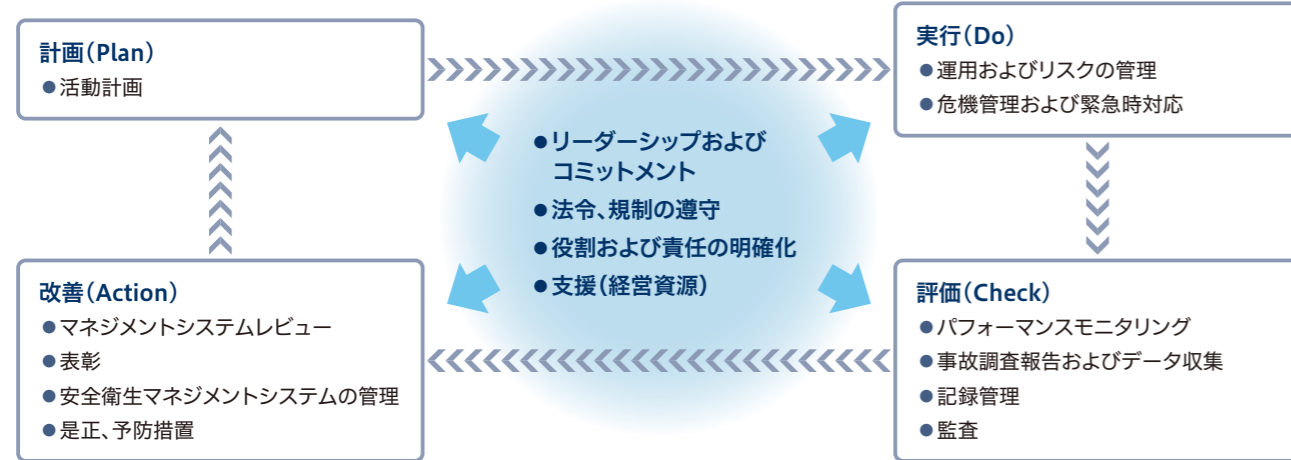 計画（Plan）
●活動計画
実行（Do）
●運用およびリスクの管理
●危機管理および緊急時対応
●リーダーシップおよび
コミットメント
●法令、規制の遵守
●役割および責任の明確化
●支援（経営資源）
改善（Action）
●マネジメントシステムレビュー
●表彰
●安全衛生マネジメントシステムの管理
●是正、予防措置
評価（Check）
●パフォーマンスモニタリング
●事故調査報告およびデータ収集
●記録管理
●監査